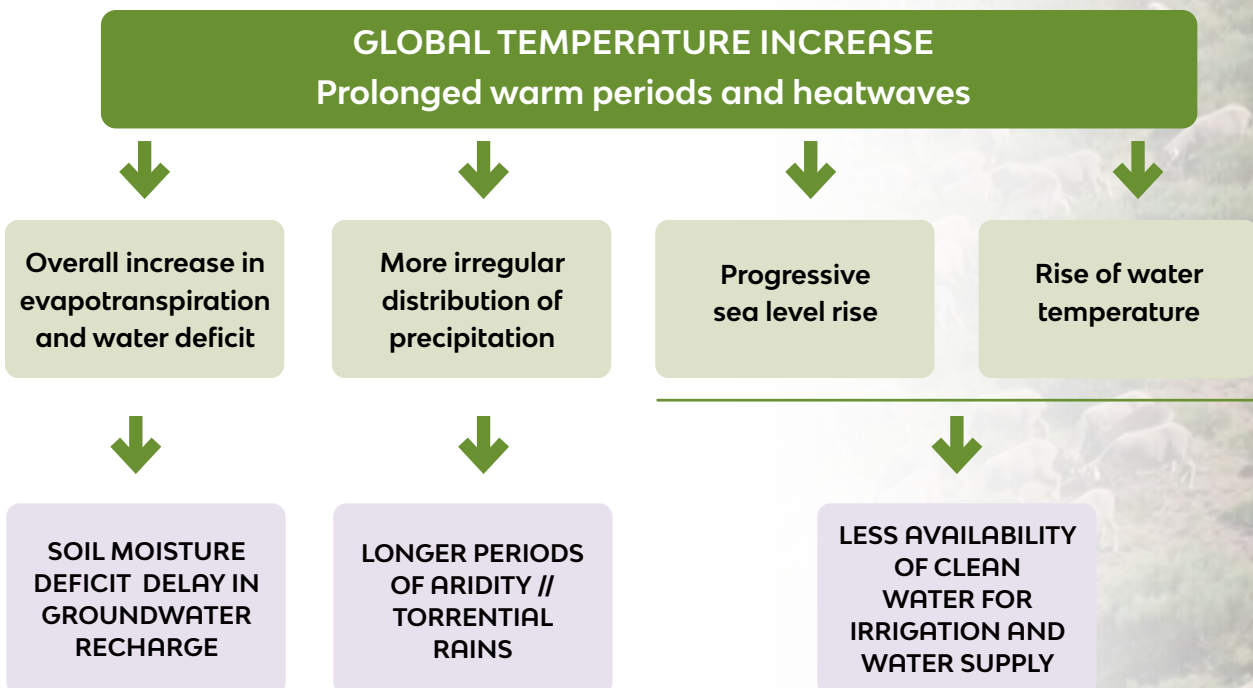 GLOBAL TEMPERATURE INCREASE
Prolonged warm periods and heatwaves
Overall increase in
evapotranspiration
and water deficit
More irregular
distribution of
precipitation
Progressive
sea level rise
Rise of water
temperature
SOIL MOISTURE
DEFICIT DELAY IN
GROUNDWATER
RECHARGE
LONGER PERIODS
OF ARIDITY //
TORRENTIAL
RAINS
LESS AVAILABILITY
OF CLEAN
WATER FOR
IRRIGATION AND
WATER SUPPLY